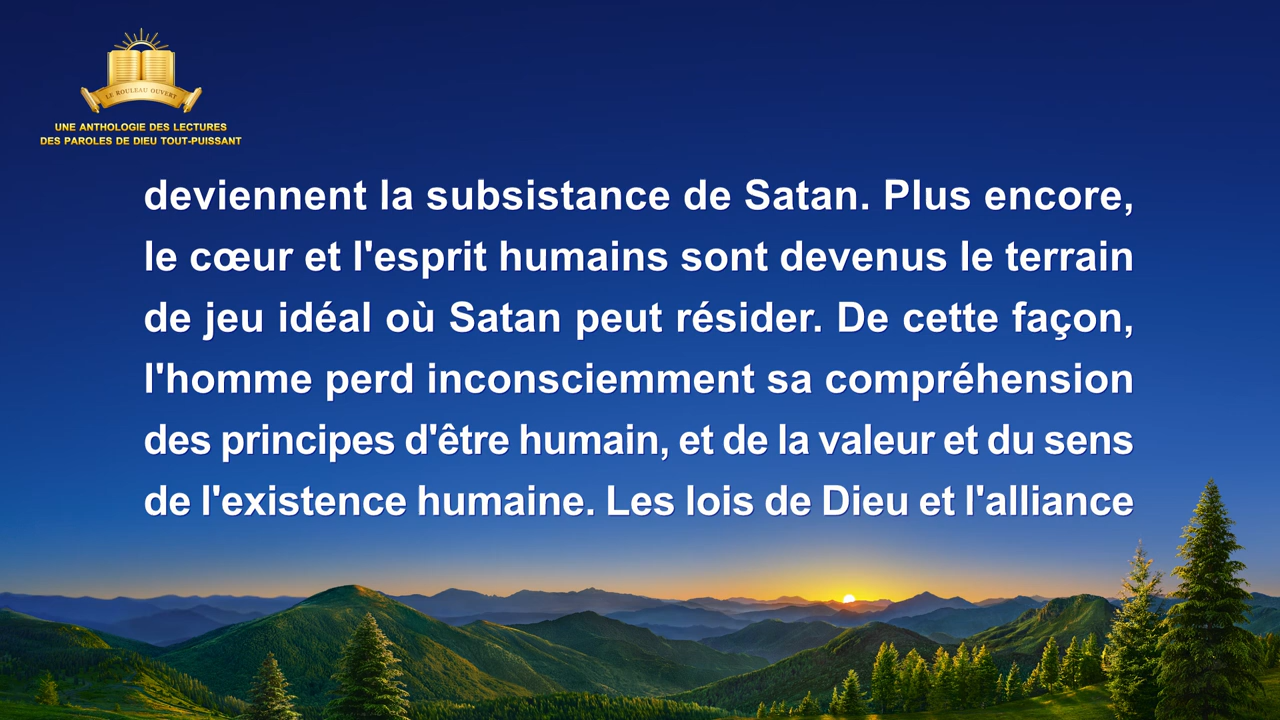 LE ROULEAU OUVERT
UNE ANTHOLOGIE DES LECTURES
DES PAROLES DE DIEU TOUT-PUISSANT
deviennent la subsistance de Satan. Plus encore,
le cœur et l'esprit humains sont devenus le terrain
de jeu idéal où Satan peut résider. De cette façon,
l'homme perd inconsciemment sa compréhension
des principes d'être humain, et de la valeur et du sens
de l'existence humaine. Les lois de Dieu et l'alliance